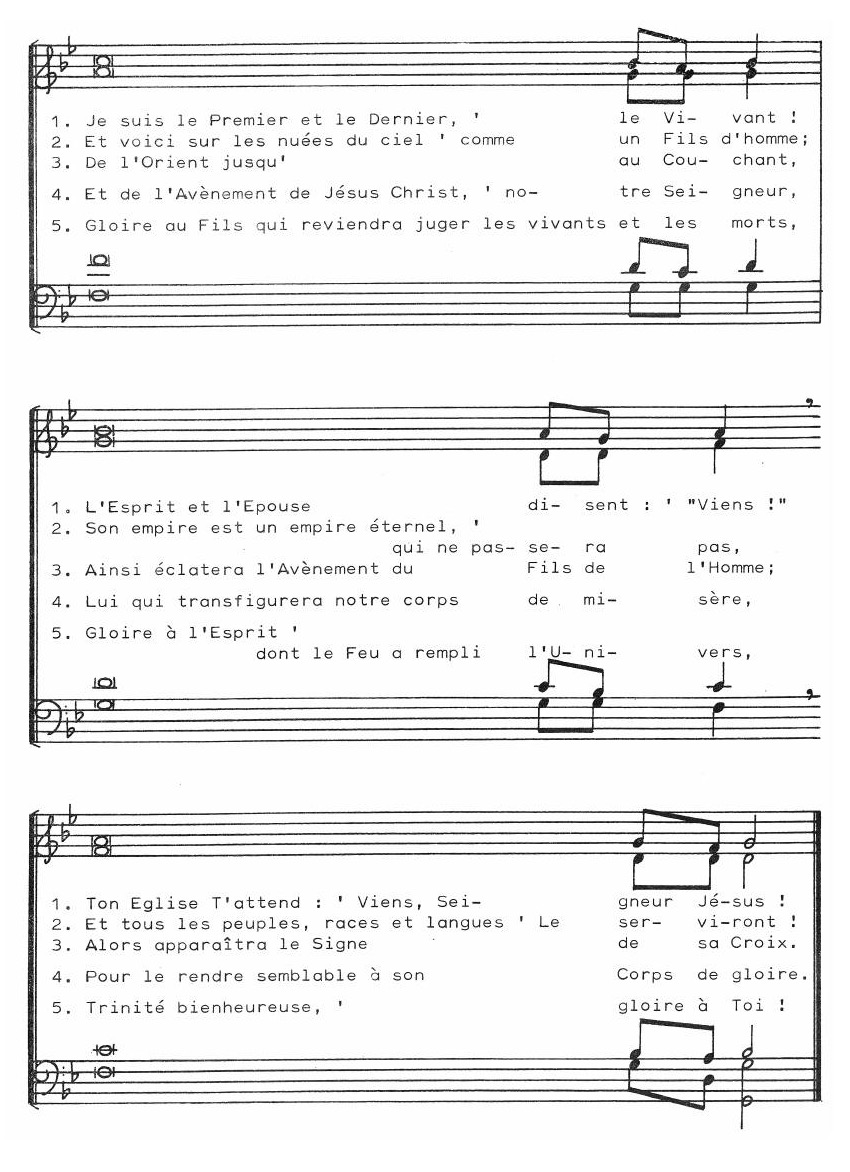 1. Je suis le Premier et le Dernier, ' le Vi- vant !
2. Et voici sur les nuées du ciel ' comme un Fils d'homme;
3. De l'Orient jusqu' au Cou- chant,
4. Et de l'Avènement de Jésus Christ, ' no- tre Sei- gneur,
5. Gloire au Fils qui reviendra juger les vivants et les morts,
1. L'Esprit et l'Epouse di- sent : ' "Viens !"
2. Son empire est un empire éternel, '
qui ne pas- se- ra pas,
3. Ainsi éclatera l'Avènement du Fils de l'Homme;
4. Lui qui transfigurera notre corps de mi- sère,
5. Gloire à l'Esprit '
dont le Feu a rempli l'U- ni- vers,
1. Ton Eglise T'attend : ' Viens, Sei- gneur Jé-sus !
2. Et tous les peuples, races et langues ' Le ser- vi-ront !
3. Alors apparaîtra le Signe de sa Croix.
4. Pour le rendre semblable à son Corps de gloire.
5. Trinité bienheureuse, ' gloire à Toi !